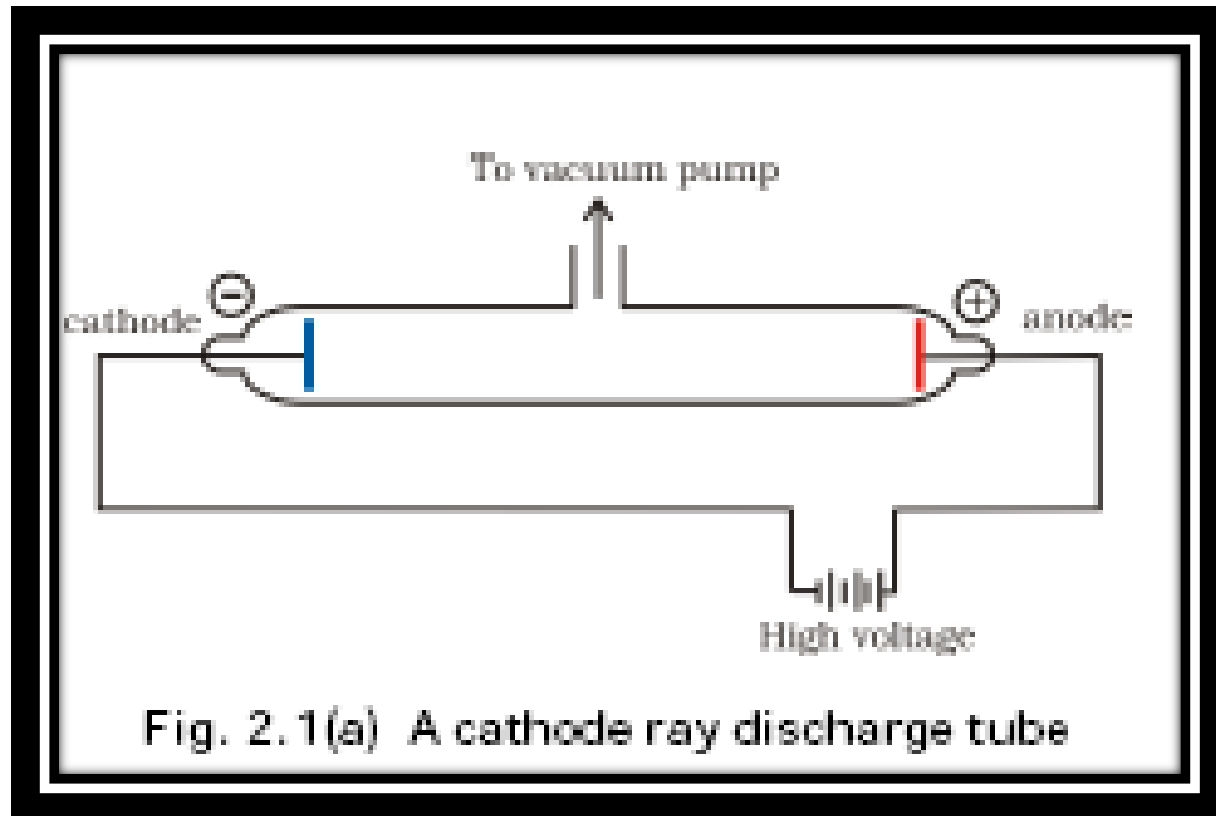 To vacuum pump
−
+
cathode
anode
High voltage
Fig. 2.1(a) A cathode ray discharge tube